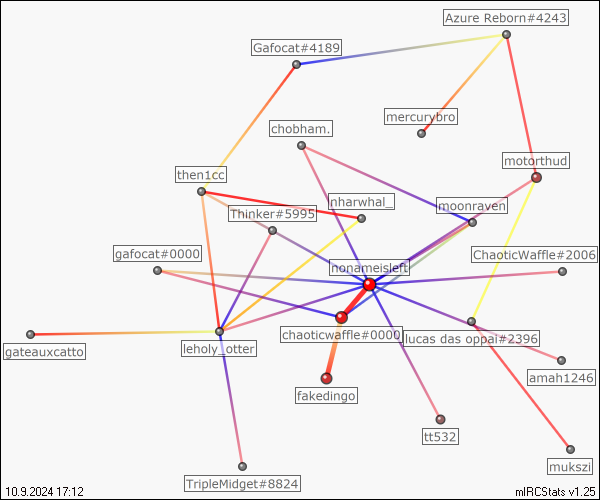 Azure Reborn#4243
Gafocat#4189
mercurybro
chobham.
motorthud
then1cc
nharwhal_
moonraven
Thinker#5995
gafocat#0000
ChaoticWaffle#2006
nonameisleft
chaoticwaffle#0000
lucas das oppai#2396
gateauxcatto
leholy_otter
amah1246
fakedingo
tt532
mukszi
TripleMidget#8824
10.9.2024 17:12
mIRCStats v1.25